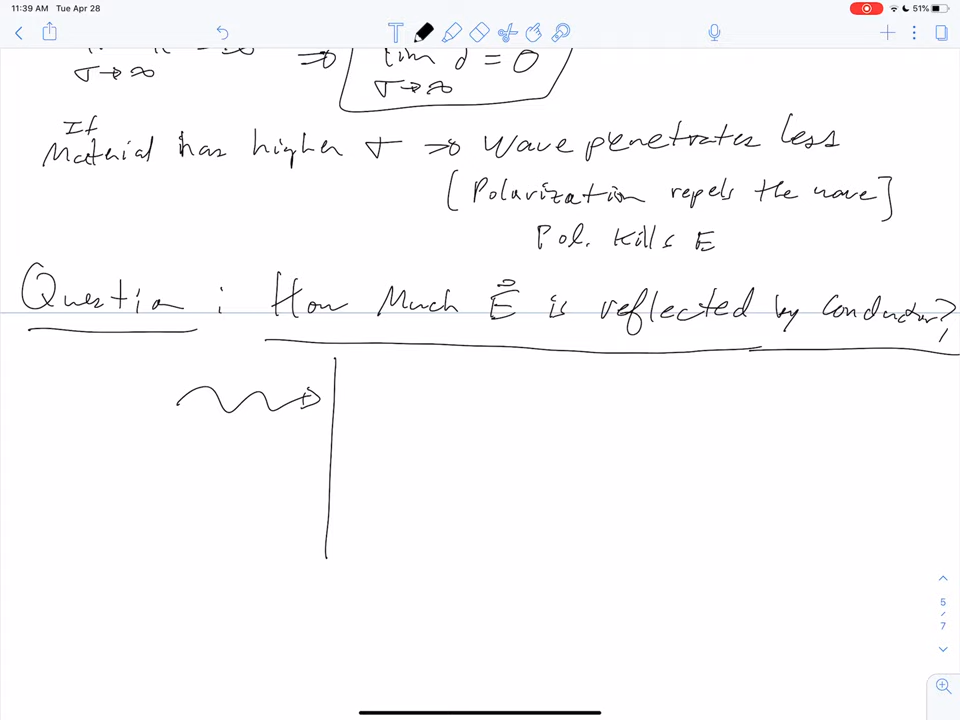 11:39 AM Tue Apr 28
51%
σ→∞ ⇒ lim d = 0
σ→∞
If
Material has higher σ ⇒ Wave penetrates less
[Polarization repels the wave]
Pol. Kills E
Question : How Much E⃗ is reflected by conductor?
5
/
7